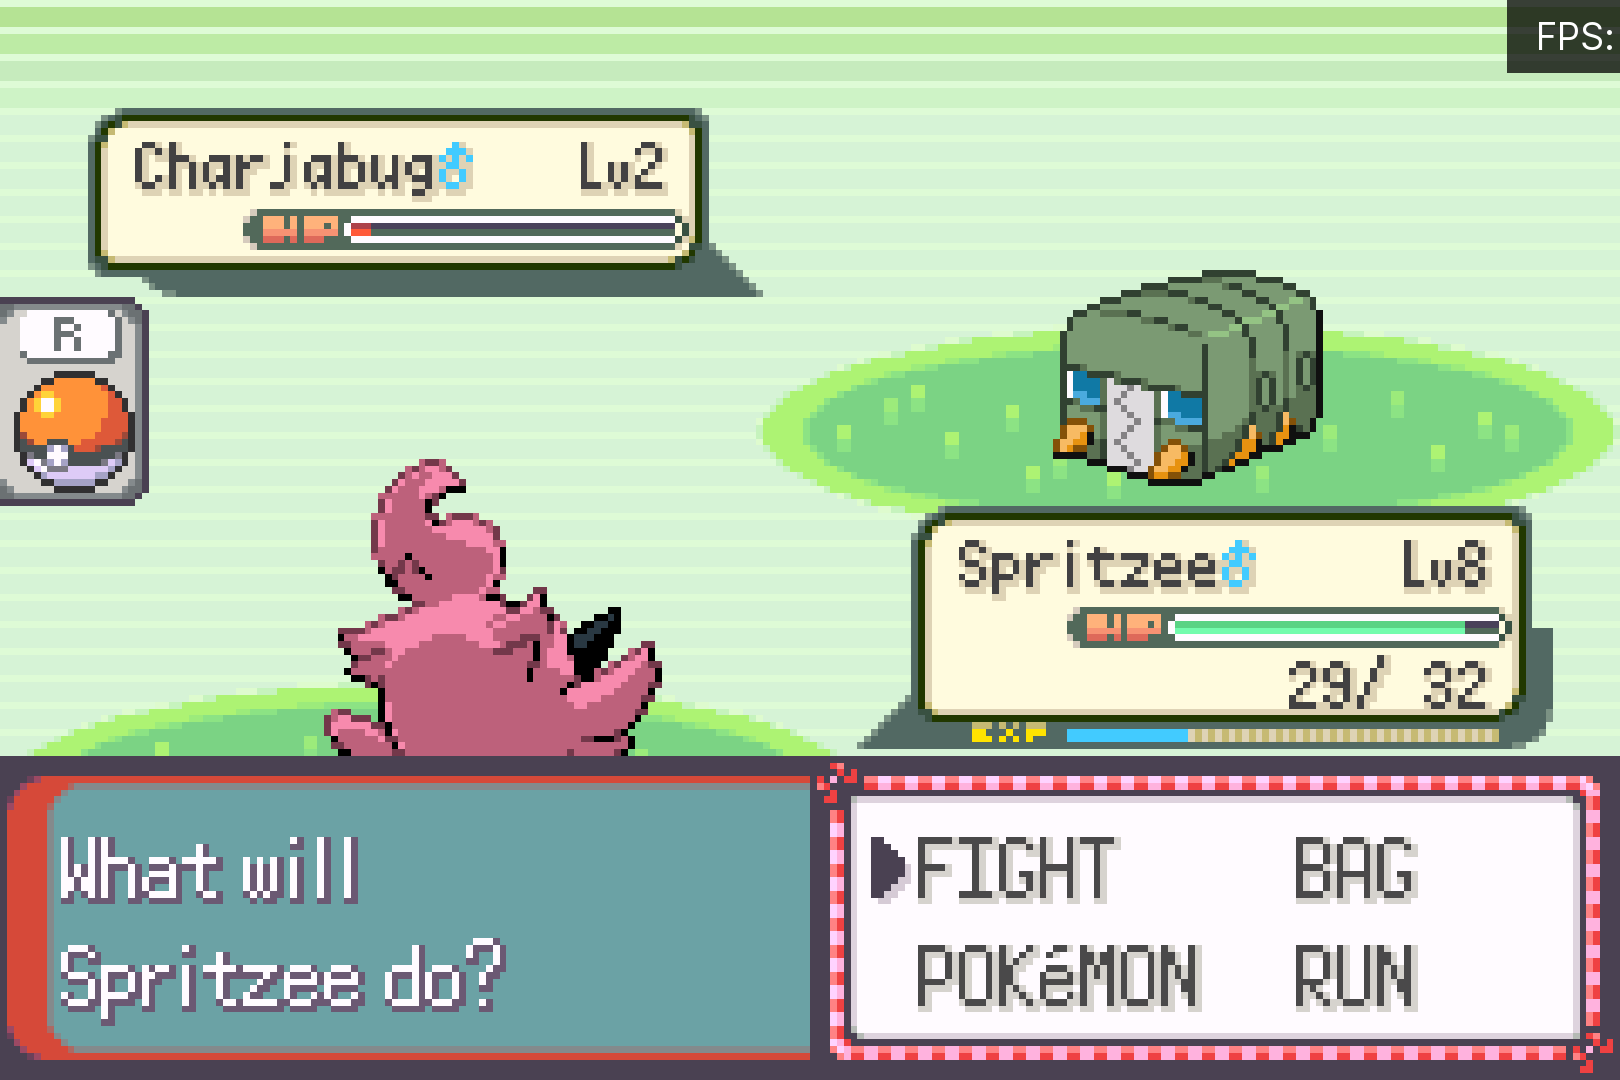 FPS:
Charjabug♂ Lv2
HP
R
Spritzee♂ Lv8
HP
29/ 32
EXP
What will
Spritzee do?
▶FIGHT BAG
POKéMON RUN